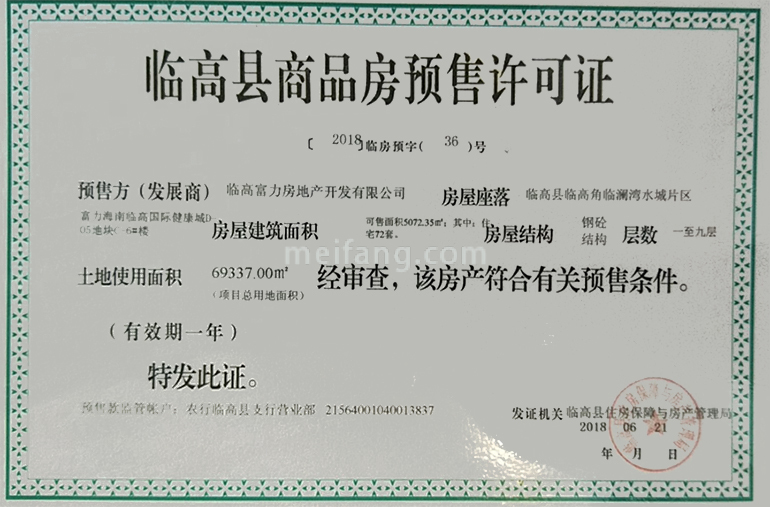 临高县商品房预售许可证
〔 2018〕临房预字( 36 )号
预售方（发展商） 临高富力房地产开发有限公司 房屋座落 临高县临高角临澜湾水城片区
富力海南临高国际健康城D-05地块C-6#楼 房屋建筑面积 可售面积5072.35㎡；其中：住宅72套。 房屋结构 钢砼结构 层数 一至九层
meifang.com
土地使用面积 69337.00㎡ 经审查，该房产符合有关预售条件。
（项目总用地面积）
（有效期一年）
特发此证。
预售款监管帐户：农行临高县支行营业部 21564001040013837
发证机关 临高县住房保障与房产管理局
2018 06 21
年 月 日